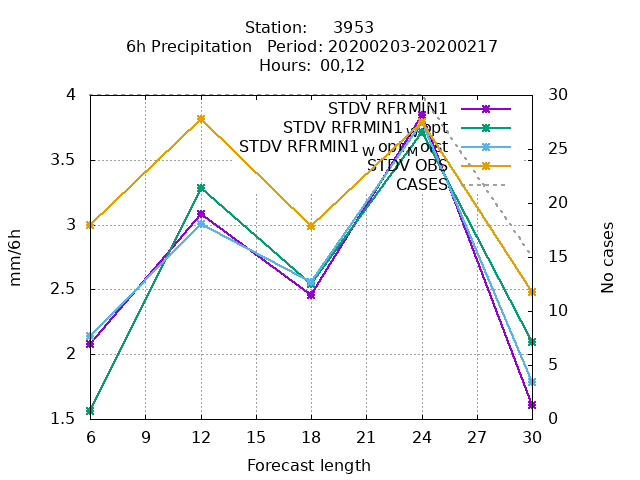 Station: 3953
6h Precipitation Period: 20200203-20200217
Hours: 00,12
4
3.5
3
2.5
2
1.5
mm/6h
30
25
20
15
10
5
0
No cases
STDV RFRMIN1
STDV RFRMIN1_Wopt
STDV RFRMIN1_Wopt_Moist
STDV OBS
CASES
6 9 12 15 18 21 24 27 30
Forecast length